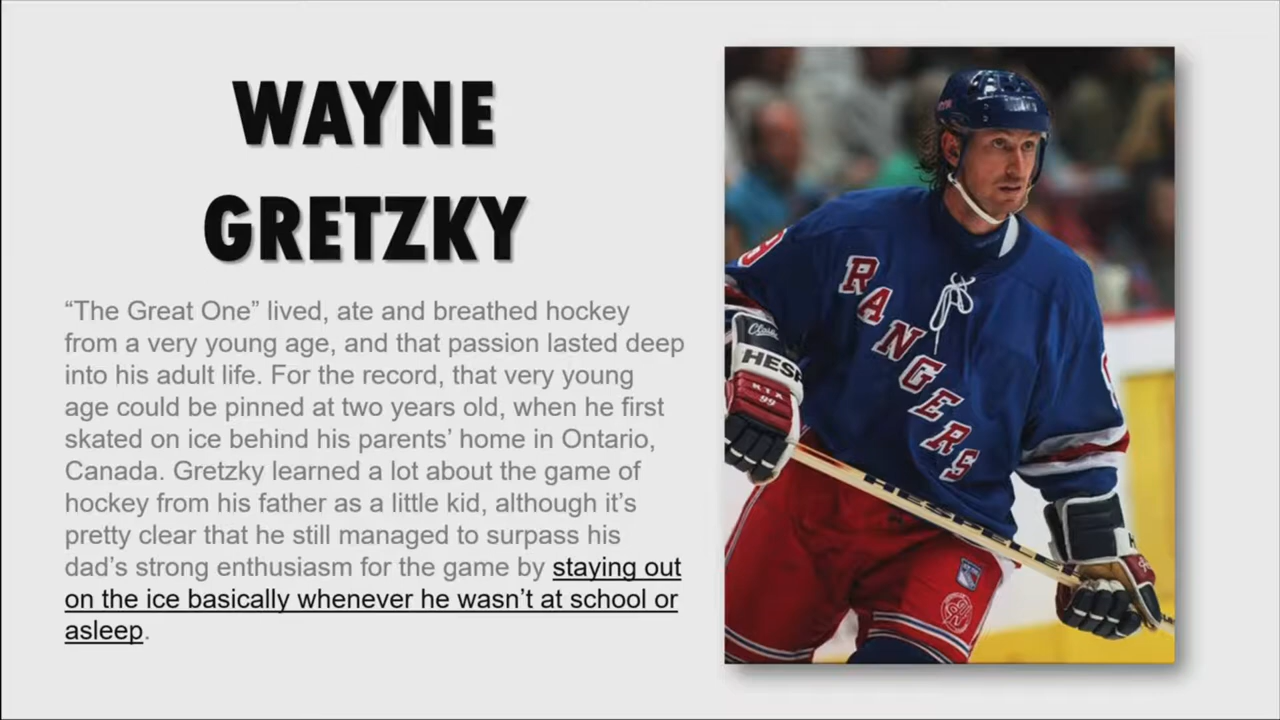 WAYNE
GRETZKY
“The Great One” lived, ate and breathed hockey
from a very young age, and that passion lasted deep
into his adult life. For the record, that very young
age could be pinned at two years old, when he first
skated on ice behind his parents’ home in Ontario,
Canada. Gretzky learned a lot about the game of
hockey from his father as a little kid, although it’s
pretty clear that he still managed to surpass his
dad’s strong enthusiasm for the game by staying out
on the ice basically whenever he wasn’t at school or
asleep.
RANGERS
HESP
99
HESP